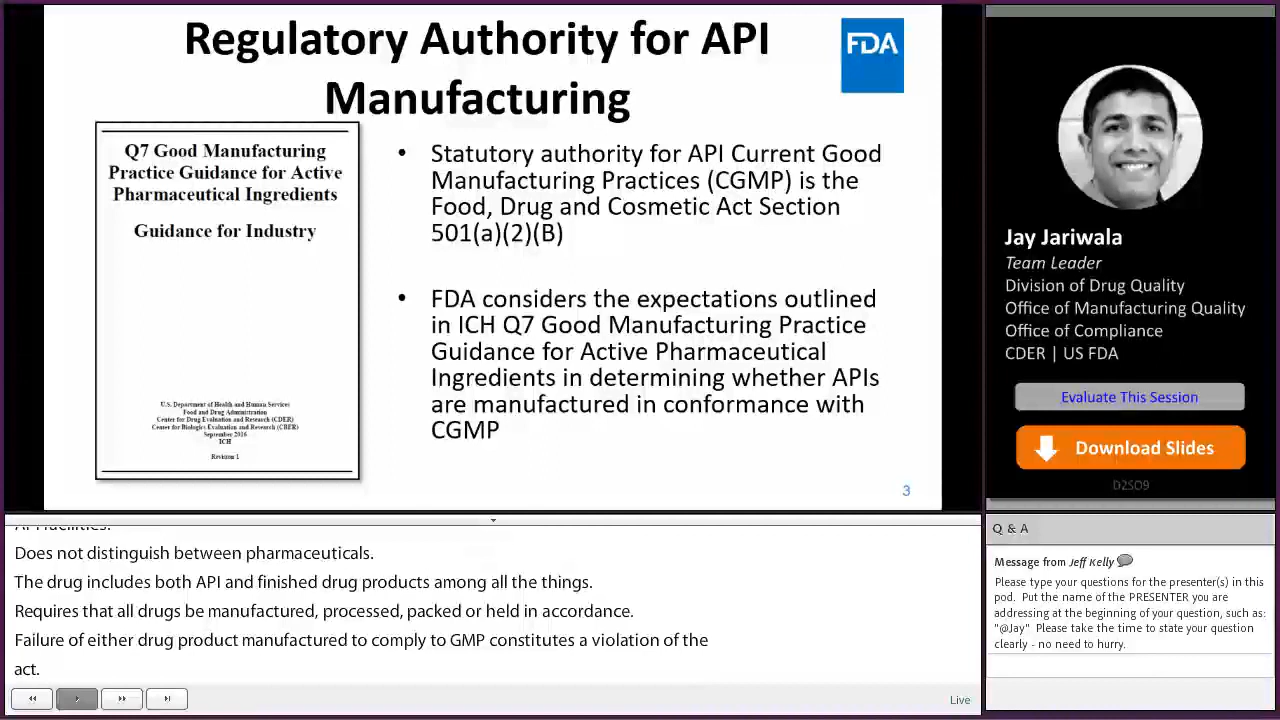 Regulatory Authority for API
Manufacturing
FDA
Q7 Good Manufacturing
Practice Guidance for Active
Pharmaceutical Ingredients
Guidance for Industry
U.S. Department of Health and Human Services
Food and Drug Administration
Center for Drug Evaluation and Research (CDER)
Center for Biologics Evaluation and Research (CBER)
September 2016
ICH
Revision 1
• Statutory authority for API Current Good
Manufacturing Practices (CGMP) is the
Food, Drug and Cosmetic Act Section
501(a)(2)(B)
• FDA considers the expectations outlined
in ICH Q7 Good Manufacturing Practice
Guidance for Active Pharmaceutical
Ingredients in determining whether APIs
are manufactured in conformance with
CGMP
3
Jay Jariwala
Team Leader
Division of Drug Quality
Office of Manufacturing Quality
Office of Compliance
CDER | US FDA
Evaluate This Session
Download Slides
D2S09
API facilities.
Does not distinguish between pharmaceuticals.
The drug includes both API and finished drug products among all the things.
Requires that all drugs be manufactured, processed, packed or held in accordance.
Failure of either drug product manufactured to comply to GMP constitutes a violation of the
act.
Live
Q & A
Message from Jeff Kelly
Please type your questions for the presenter(s) in this
pod. Put the name of the PRESENTER you are
addressing at the beginning of your question, such as:
"@Jay" Please take the time to state your question
clearly - no need to hurry.